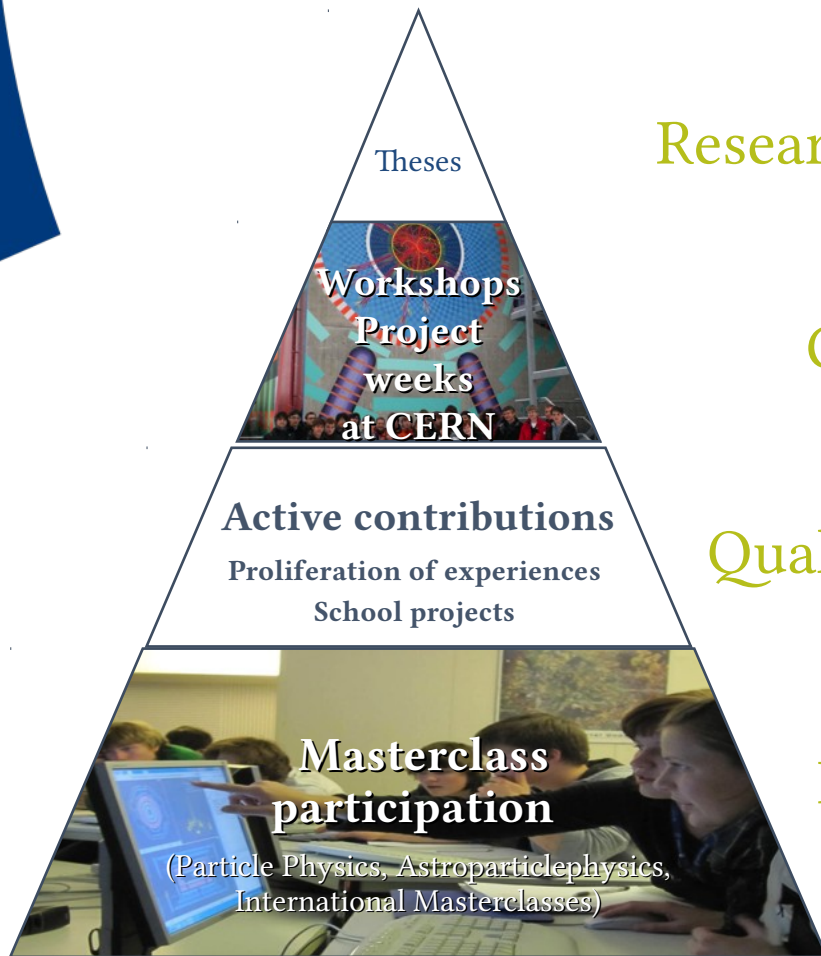 Theses
Resear
Workshops
Project
weeks
at CERN
C
Active contributions
Proliferation of experiences
School projects
Qual
Masterclass
participation
(Particle Physics, Astroparticlephysics,
International Masterclasses)